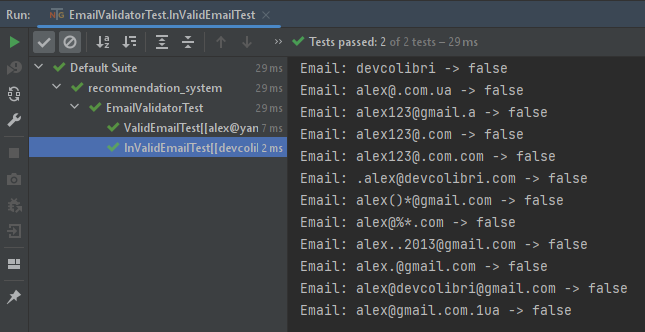 Run: EmailValidatorTest.InValidEmailTest
Tests passed: 2 of 2 tests – 29 ms
Default Suite 29 ms
recommendation_system 29 ms
EmailValidatorTest 29 ms
ValidEmailTest[[alex@yan 7 ms
InValidEmailTest[[devcolil 2 ms
Email: devcolibri -> false
Email: alex@.com.ua -> false
Email: alex123@gmail.a -> false
Email: alex123@.com -> false
Email: alex123@.com.com -> false
Email: .alex@devcolibri.com -> false
Email: alex()*@gmail.com -> false
Email: alex@%*.com -> false
Email: alex..2013@gmail.com -> false
Email: alex.@gmail.com -> false
Email: alex@devcolibri@gmail.com -> false
Email: alex@gmail.com.1ua -> false